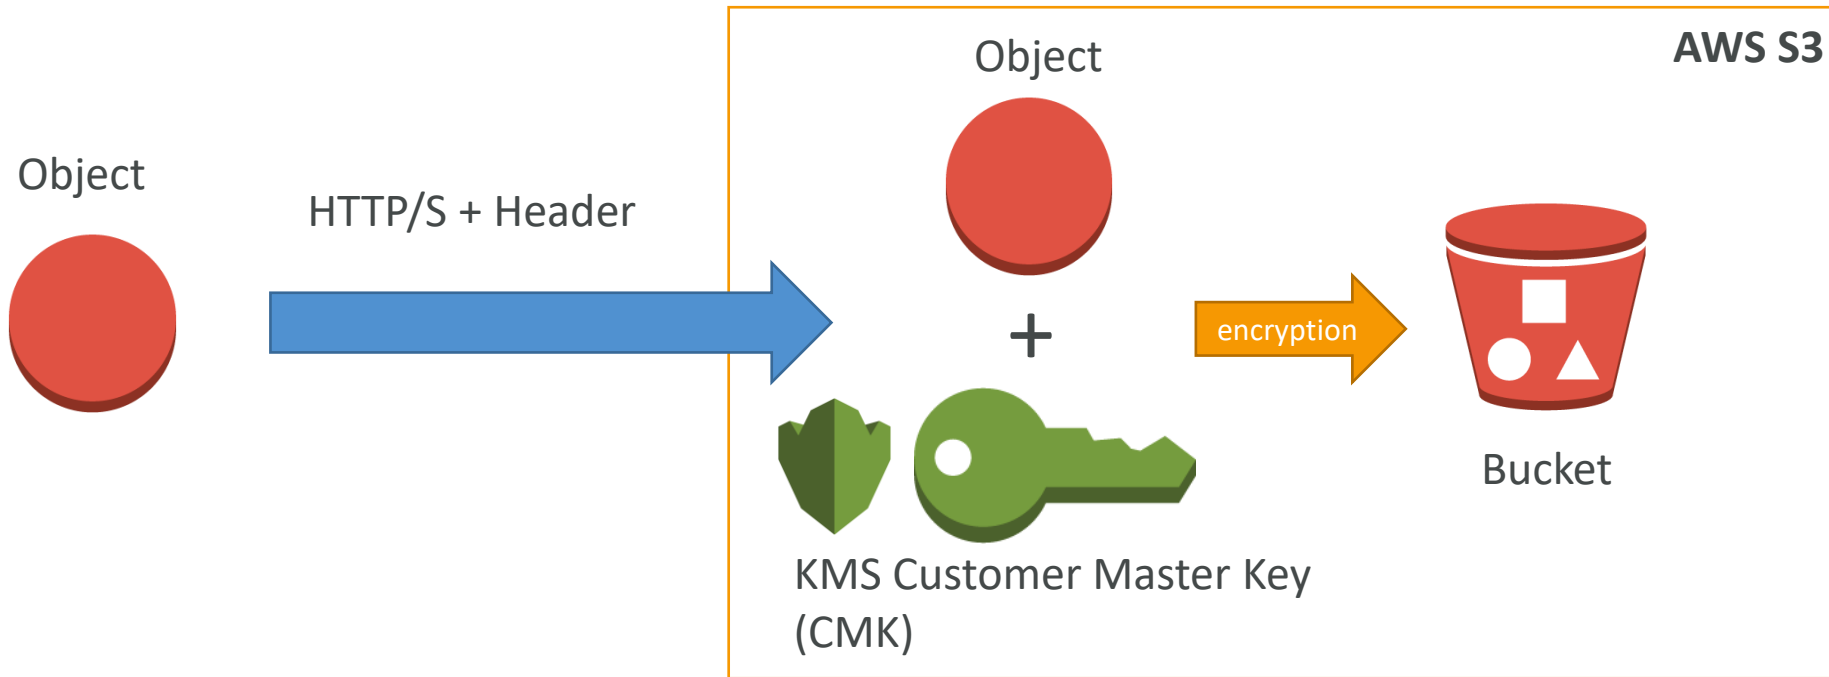 Object
HTTP/S + Header
AWS S3
Object
+
encryption
KMS Customer Master Key
(CMK)
Bucket